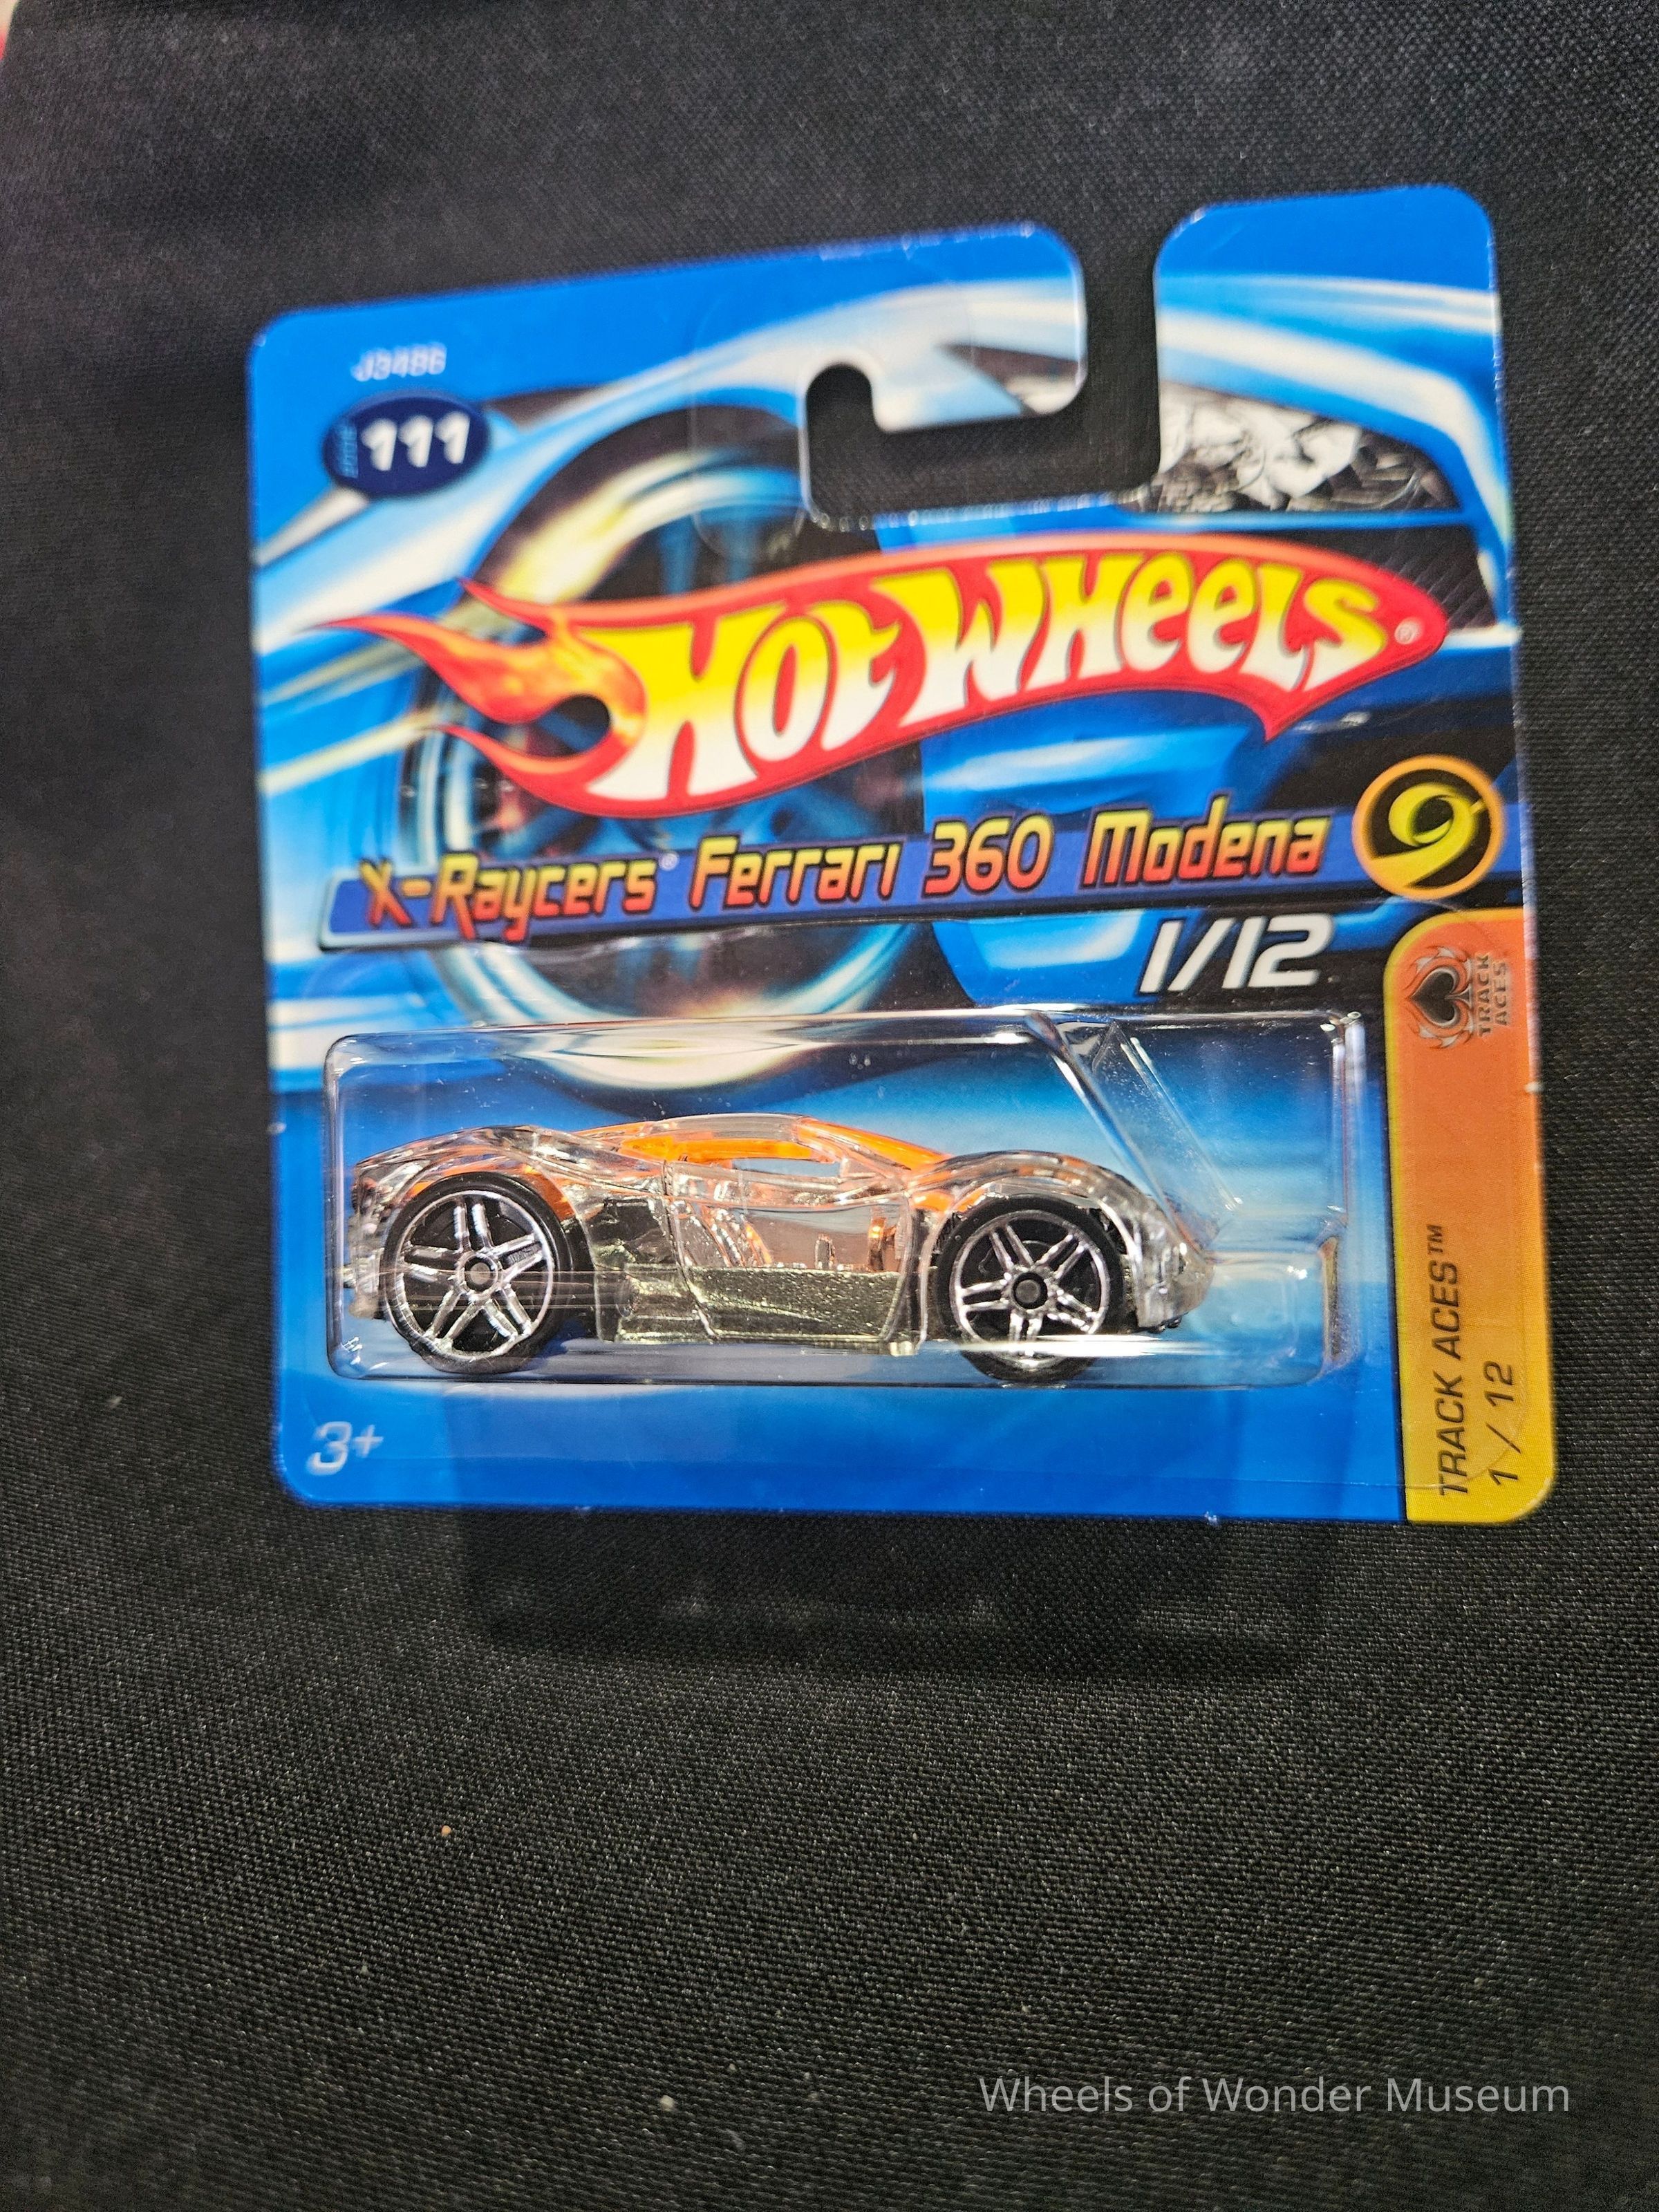 J3486
111
HOT WHEELS®
X-Raycers® Ferrari 360 Modena
1/12
TRACK ACES
3+
TRACK ACES™
1/12
Wheels of Wonder Museum